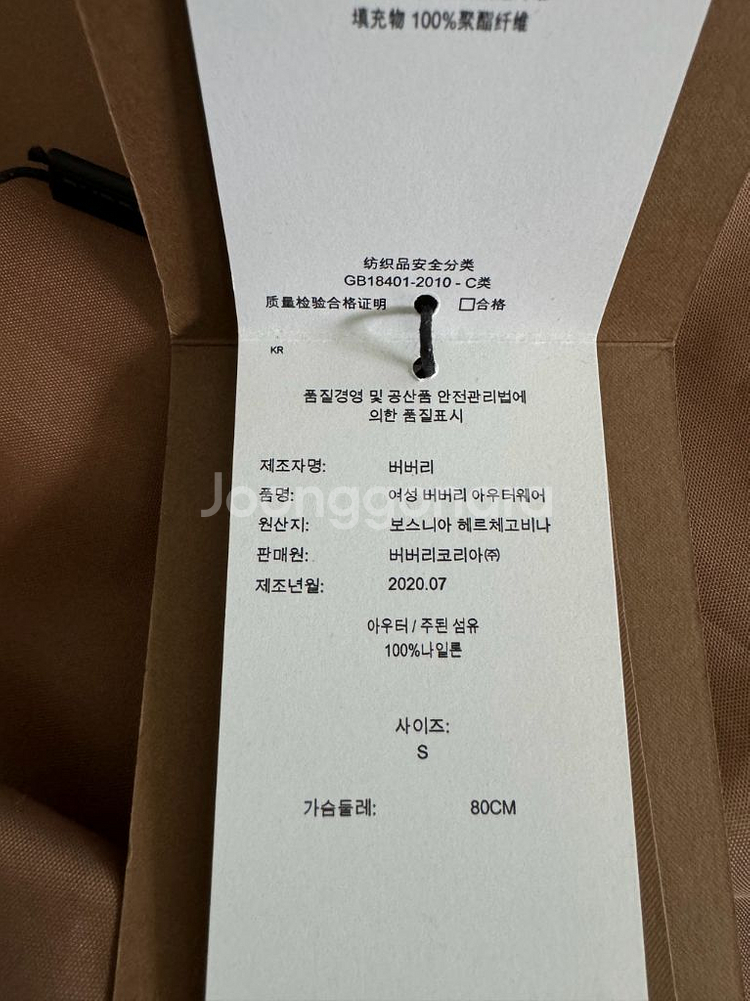 填充物 100%聚酯纤维
纺织品安全分类
GB18401-2010 - C类
质量检验合格证明 □合格
KR
품질경영 및 공산품 안전관리법에
의한 품질표시
제조자명: 버버리
품명: 여성 버버리 아우터웨어
Joonggonara
원산지: 보스니아 헤르체고비나
판매원: 버버리코리아㈜
제조년월: 2020.07
아우터 / 주된 섬유
100%나일론
사이즈:
S
가슴둘레: 80CM